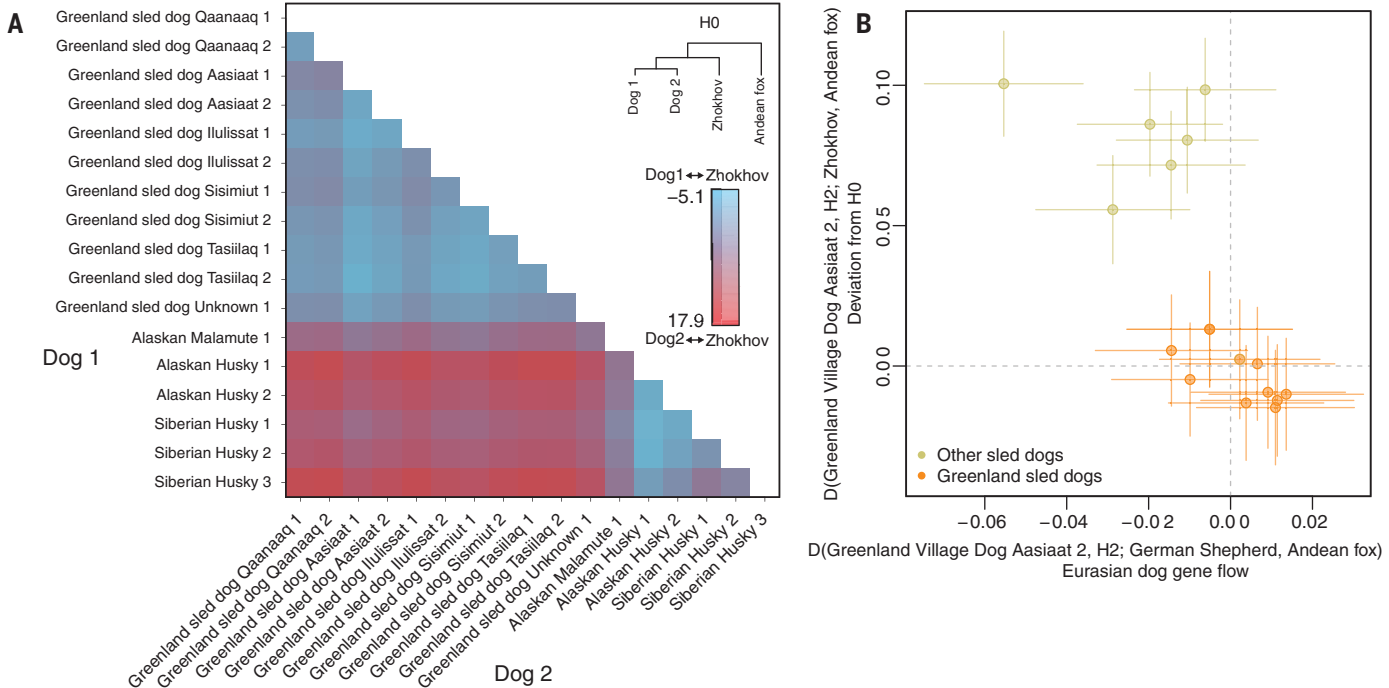 A
Greenland sled dog Qaanaaq 1
Greenland sled dog Qaanaaq 2
Greenland sled dog Aasiaat 1
Greenland sled dog Aasiaat 2
Greenland sled dog Ilulissat 1
Greenland sled dog Ilulissat 2
Greenland sled dog Sisimiut 1
Greenland sled dog Sisimiut 2
Greenland sled dog Tasiilaq 1
Greenland sled dog Tasiilaq 2
Greenland sled dog Unknown 1
Alaskan Malamute 1
Alaskan Husky 1
Alaskan Husky 2
Siberian Husky 1
Siberian Husky 2
Siberian Husky 3
Dog 1
H0
Dog 1
Dog 2
Zhokhov
Andean fox
Dog1↔Zhokhov
−5.1
17.9
Dog2↔Zhokhov
Greenland sled dog Qaanaaq 1
Greenland sled dog Qaanaaq 2
Greenland sled dog Aasiaat 1
Greenland sled dog Aasiaat 2
Greenland sled dog Ilulissat 1
Greenland sled dog Ilulissat 2
Greenland sled dog Sisimiut 1
Greenland sled dog Sisimiut 2
Greenland sled dog Tasiilaq 1
Greenland sled dog Tasiilaq 2
Greenland sled dog Unknown 1
Alaskan Malamute 1
Alaskan Husky 1
Alaskan Husky 2
Siberian Husky 1
Siberian Husky 2
Siberian Husky 3
Dog 2
B
D(Greenland Village Dog Aasiaat 2, H2; Zhokhov, Andean fox)
Deviation from H0
0.10
0.05
0.0
Other sled dogs
Greenland sled dogs
−0.06
−0.04
−0.02
0.00
0.02
D(Greenland Village Dog Aasiaat 2, H2; German Shepherd, Andean fox)
Eurasian dog gene flow